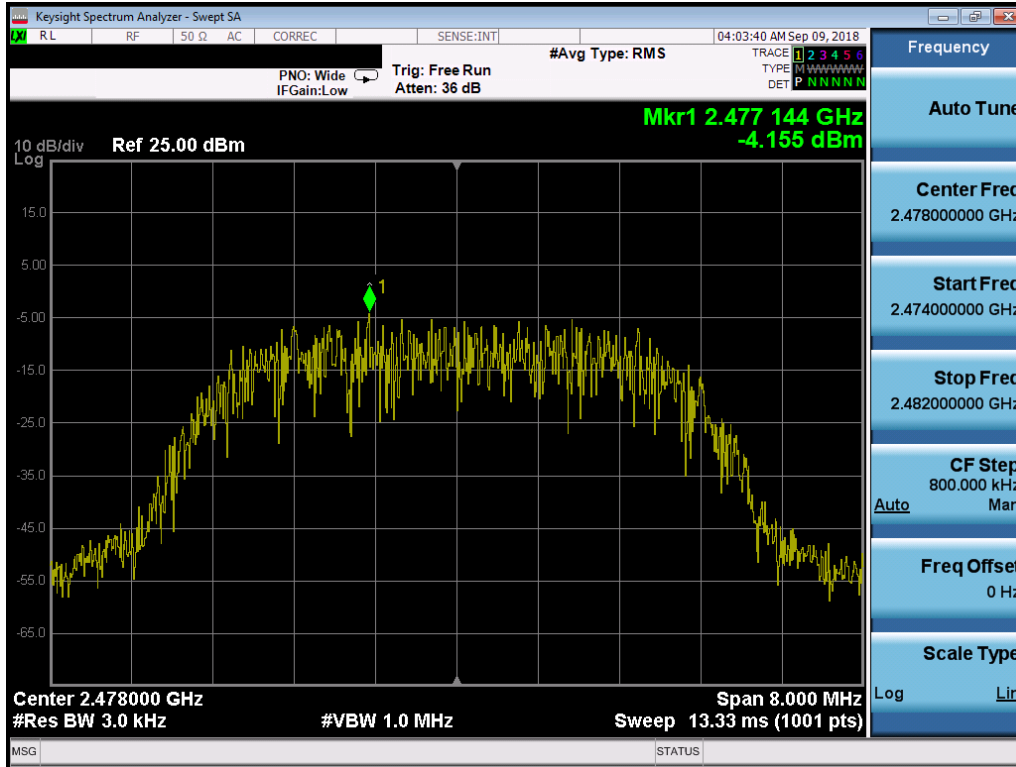 Keysight Spectrum Analyzer - Swept SA
LXI RL RF 50 Ω AC CORREC SENSE:INT 04:03:40 AM Sep 09, 2018
#Avg Type: RMS TRACE 1 2 3 4 5 6
PNO: Wide Trig: Free Run TYPE M WWWWW
IFGain:Low Atten: 36 dB DET P N N N N N
Mkr1 2.477 144 GHz
-4.155 dBm
10 dB/div Ref 25.00 dBm
Log
15.0
5.00
-5.00
-15.0
-25.0
-35.0
-45.0
-55.0
-65.0
1
Center 2.478000 GHz Span 8.000 MHz
#Res BW 3.0 kHz #VBW 1.0 MHz Sweep 13.33 ms (1001 pts)
MSG STATUS
Frequency
Auto Tune
Center Freq
2.478000000 GHz
Start Freq
2.474000000 GHz
Stop Freq
2.482000000 GHz
CF Step
800.000 kHz
Auto Man
Freq Offset
0 Hz
Scale Type
Log Lin